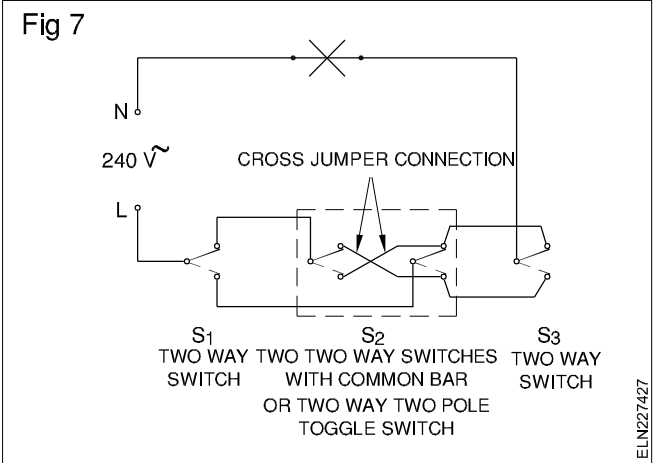 Fig 7
N
240 V~
CROSS JUMPER CONNECTION
L
S1
TWO WAY
SWITCH
S2
TWO TWO WAY SWITCHES
WITH COMMON BAR
OR TWO WAY TWO POLE
TOGGLE SWITCH
S3
TWO WAY
SWITCH
ELN227427